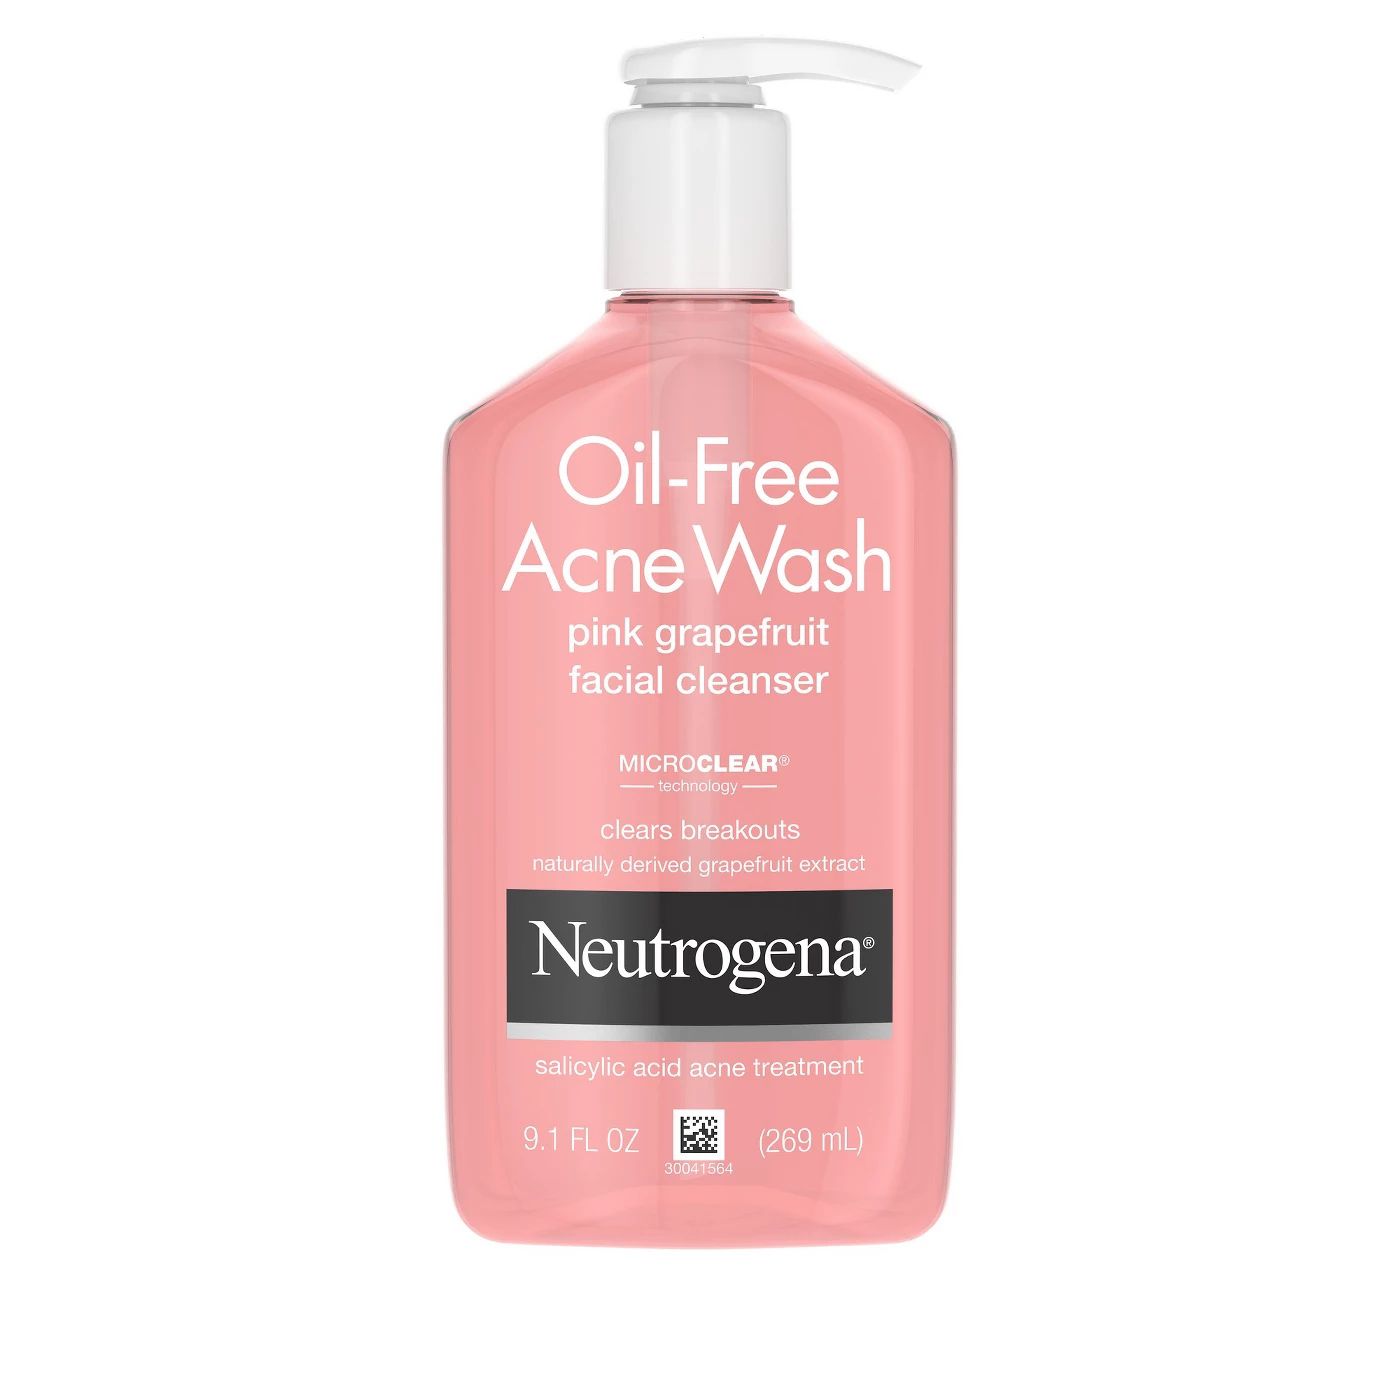 Oil-Free
Acne Wash
pink grapefruit
facial cleanser
MICROCLEAR®
technology
clears breakouts
naturally derived grapefruit extract
Neutrogena®
salicylic acid acne treatment
9.1 FL OZ (269 mL)
30041564